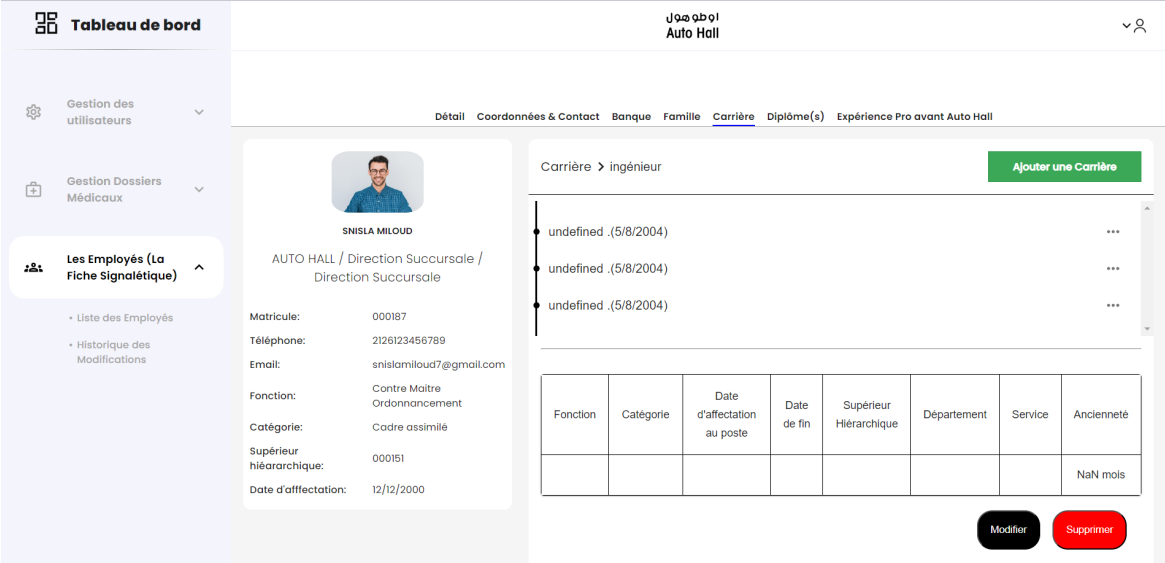 Tableau de bord
اوطو هول
Auto Hall
Gestion des
utilisateurs
Gestion Dossiers
Médicaux
Les Employés (La
Fiche Signalétique)
• Liste des Employés
• Historique des
Modifications
Détail Coordonnées & Contact Banque Famille Carrière Diplôme(s) Expérience Pro avant Auto Hall
SNISLA MILOUD
AUTO HALL / Direction Succursale /
Direction Succursale
Matricule: 000187
Téléphone: 2126123456789
Email: snislamiloud7@gmail.com
Fonction: Contre Maitre
Ordonnancement
Catégorie: Cadre assimilé
Supérieur
hiéararchique: 000151
Date d'afffectation: 12/12/2000
Carrière > ingénieur
Ajouter une Carrière
undefined .(5/8/2004)
undefined .(5/8/2004)
undefined .(5/8/2004)
Fonction
Catégorie
Date
d'affectation
au poste
Date
de fin
Supérieur
Hiérarchique
Département
Service
Ancienneté
NaN mois
Modifier
Supprimer